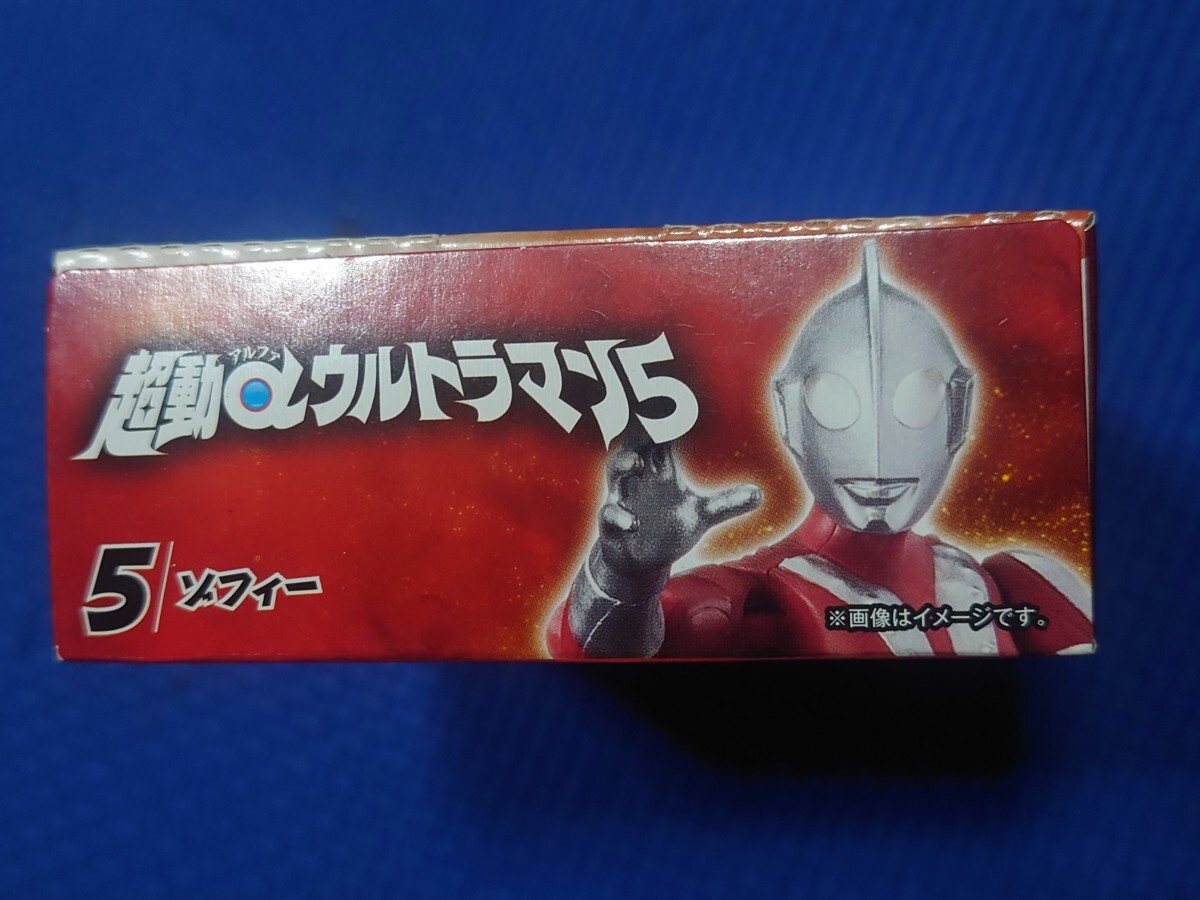 アルファ
超動αウルトラマン5
5/ゾフィー
※画像はイメージです。